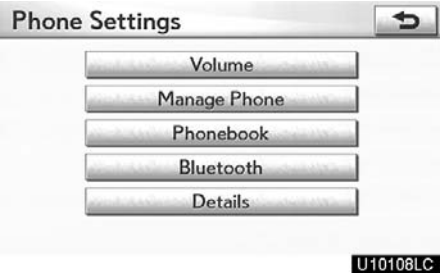 Phone Settings
Volume
Manage Phone
Phonebook
Bluetooth
Details
U10108LC